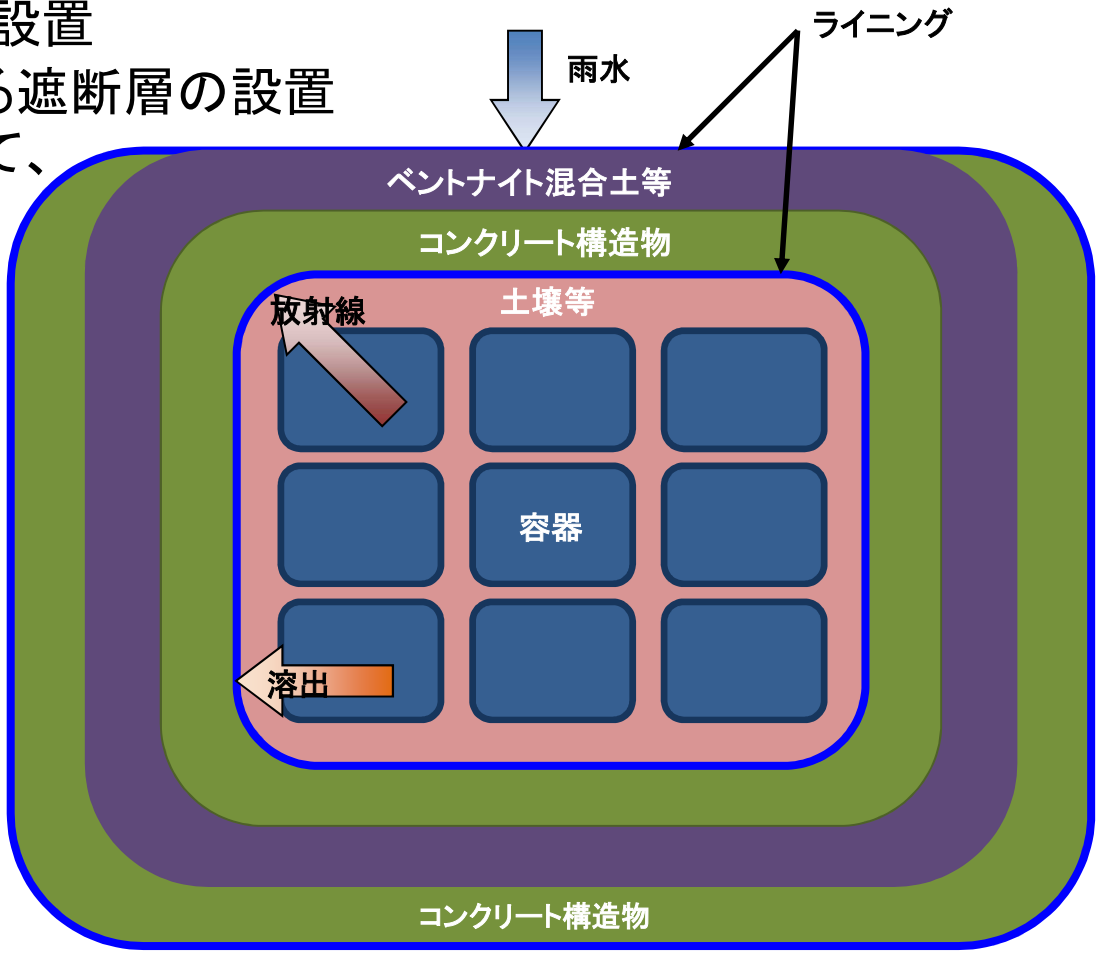 設置
る遮断層の設置
て、
ライニング
雨水
ベントナイト混合土等
コンクリート構造物
土壌等
放射線
容器
溶出
コンクリート構造物